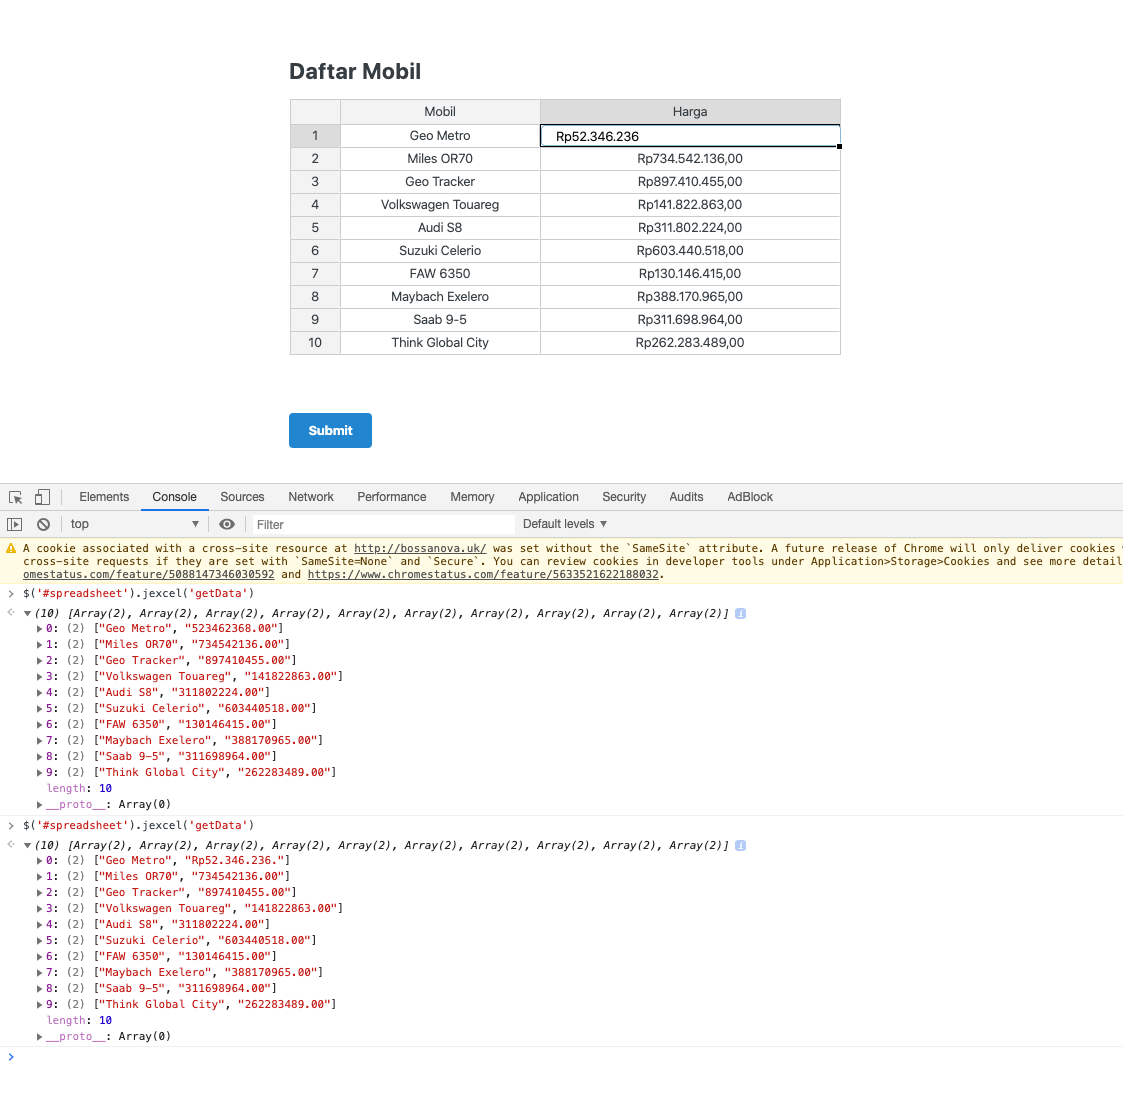 Daftar Mobil
Mobil Harga
1 Geo Metro Rp52.346.236
2 Miles OR70 Rp734.542.136,00
3 Geo Tracker Rp897.410.455,00
4 Volkswagen Touareg Rp141.822.863,00
5 Audi S8 Rp311.802.224,00
6 Suzuki Celerio Rp603.440.518,00
7 FAW 6350 Rp130.146.415,00
8 Maybach Exelero Rp388.170.965,00
9 Saab 9-5 Rp311.698.964,00
10 Think Global City Rp262.283.489,00
Submit
Elements Console Sources Network Performance Memory Application Security Audits AdBlock
top Filter Default levels
A cookie associated with a cross-site resource at http://bossanova.uk/ was set without the `SameSite` attribute. A future release of Chrome will only deliver cookies
cross-site requests if they are set with `SameSite=None` and `Secure`. You can review cookies in developer tools under Application>Storage>Cookies and see more detail
omestatus.com/feature/5088147346030592 and https://www.chromestatus.com/feature/5633521622188032.
$('#spreadsheet').jexcel('getData')
(10) [Array(2), Array(2), Array(2), Array(2), Array(2), Array(2), Array(2), Array(2), Array(2), Array(2)] i
0: (2) ["Geo Metro", "523462368.00"]
1: (2) ["Miles OR70", "734542136.00"]
2: (2) ["Geo Tracker", "897410455.00"]
3: (2) ["Volkswagen Touareg", "141822863.00"]
4: (2) ["Audi S8", "311802224.00"]
5: (2) ["Suzuki Celerio", "603440518.00"]
6: (2) ["FAW 6350", "130146415.00"]
7: (2) ["Maybach Exelero", "388170965.00"]
8: (2) ["Saab 9-5", "311698964.00"]
9: (2) ["Think Global City", "262283489.00"]
length: 10
__proto__: Array(0)
$('#spreadsheet').jexcel('getData')
(10) [Array(2), Array(2), Array(2), Array(2), Array(2), Array(2), Array(2), Array(2), Array(2), Array(2)] i
0: (2) ["Geo Metro", "Rp52.346.236."]
1: (2) ["Miles OR70", "734542136.00"]
2: (2) ["Geo Tracker", "897410455.00"]
3: (2) ["Volkswagen Touareg", "141822863.00"]
4: (2) ["Audi S8", "311802224.00"]
5: (2) ["Suzuki Celerio", "603440518.00"]
6: (2) ["FAW 6350", "130146415.00"]
7: (2) ["Maybach Exelero", "388170965.00"]
8: (2) ["Saab 9-5", "311698964.00"]
9: (2) ["Think Global City", "262283489.00"]
length: 10
__proto__: Array(0)